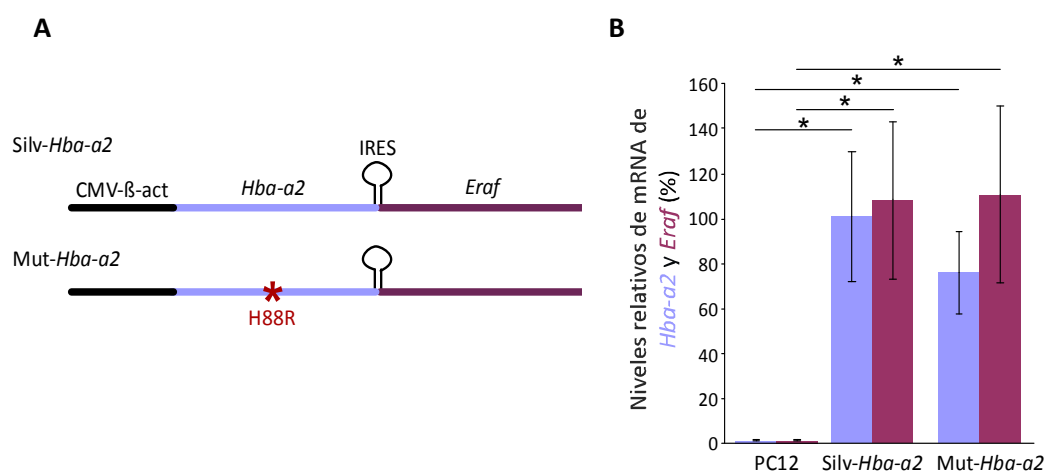 A
Silv-Hba-a2
IRES
CMV-ß-act
Hba-a2
Eraf
Mut-Hba-a2
*
H88R
B
Niveles relativos de mRNA de
Hba-a2 y Eraf (%)
160
140
120
100
80
60
40
20
0
*
*
*
*
PC12
Silv-Hba-a2
Mut-Hba-a2